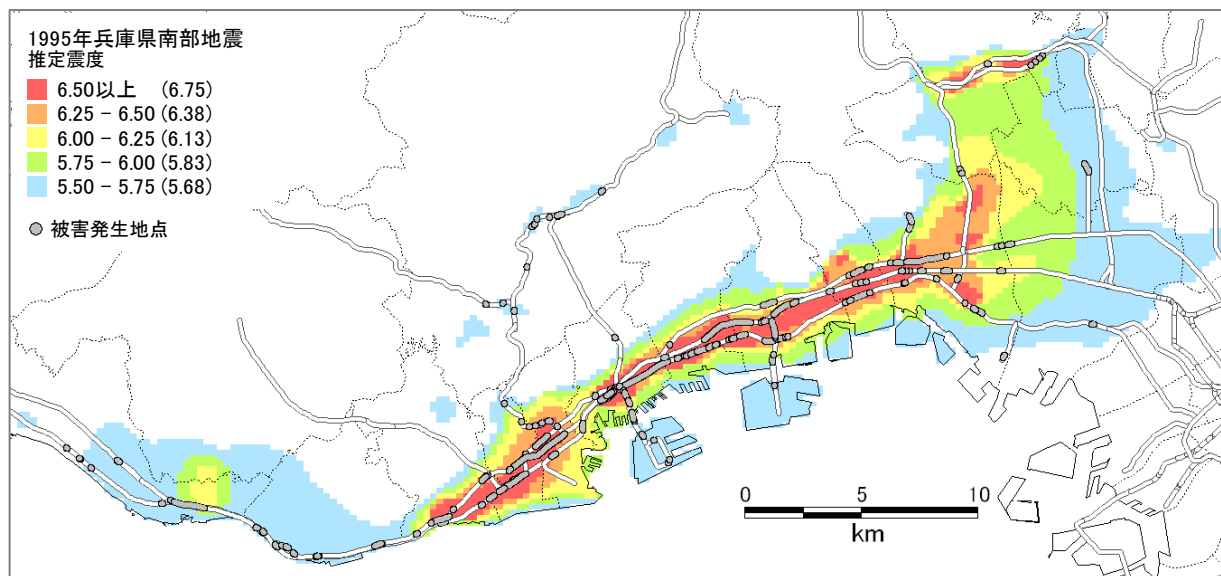 1995年兵庫県南部地震
推定震度
6.50以上 (6.75)
6.25 − 6.50 (6.38)
6.00 − 6.25 (6.13)
5.75 − 6.00 (5.83)
5.50 − 5.75 (5.68)
被害発生地点
0 5 10
km